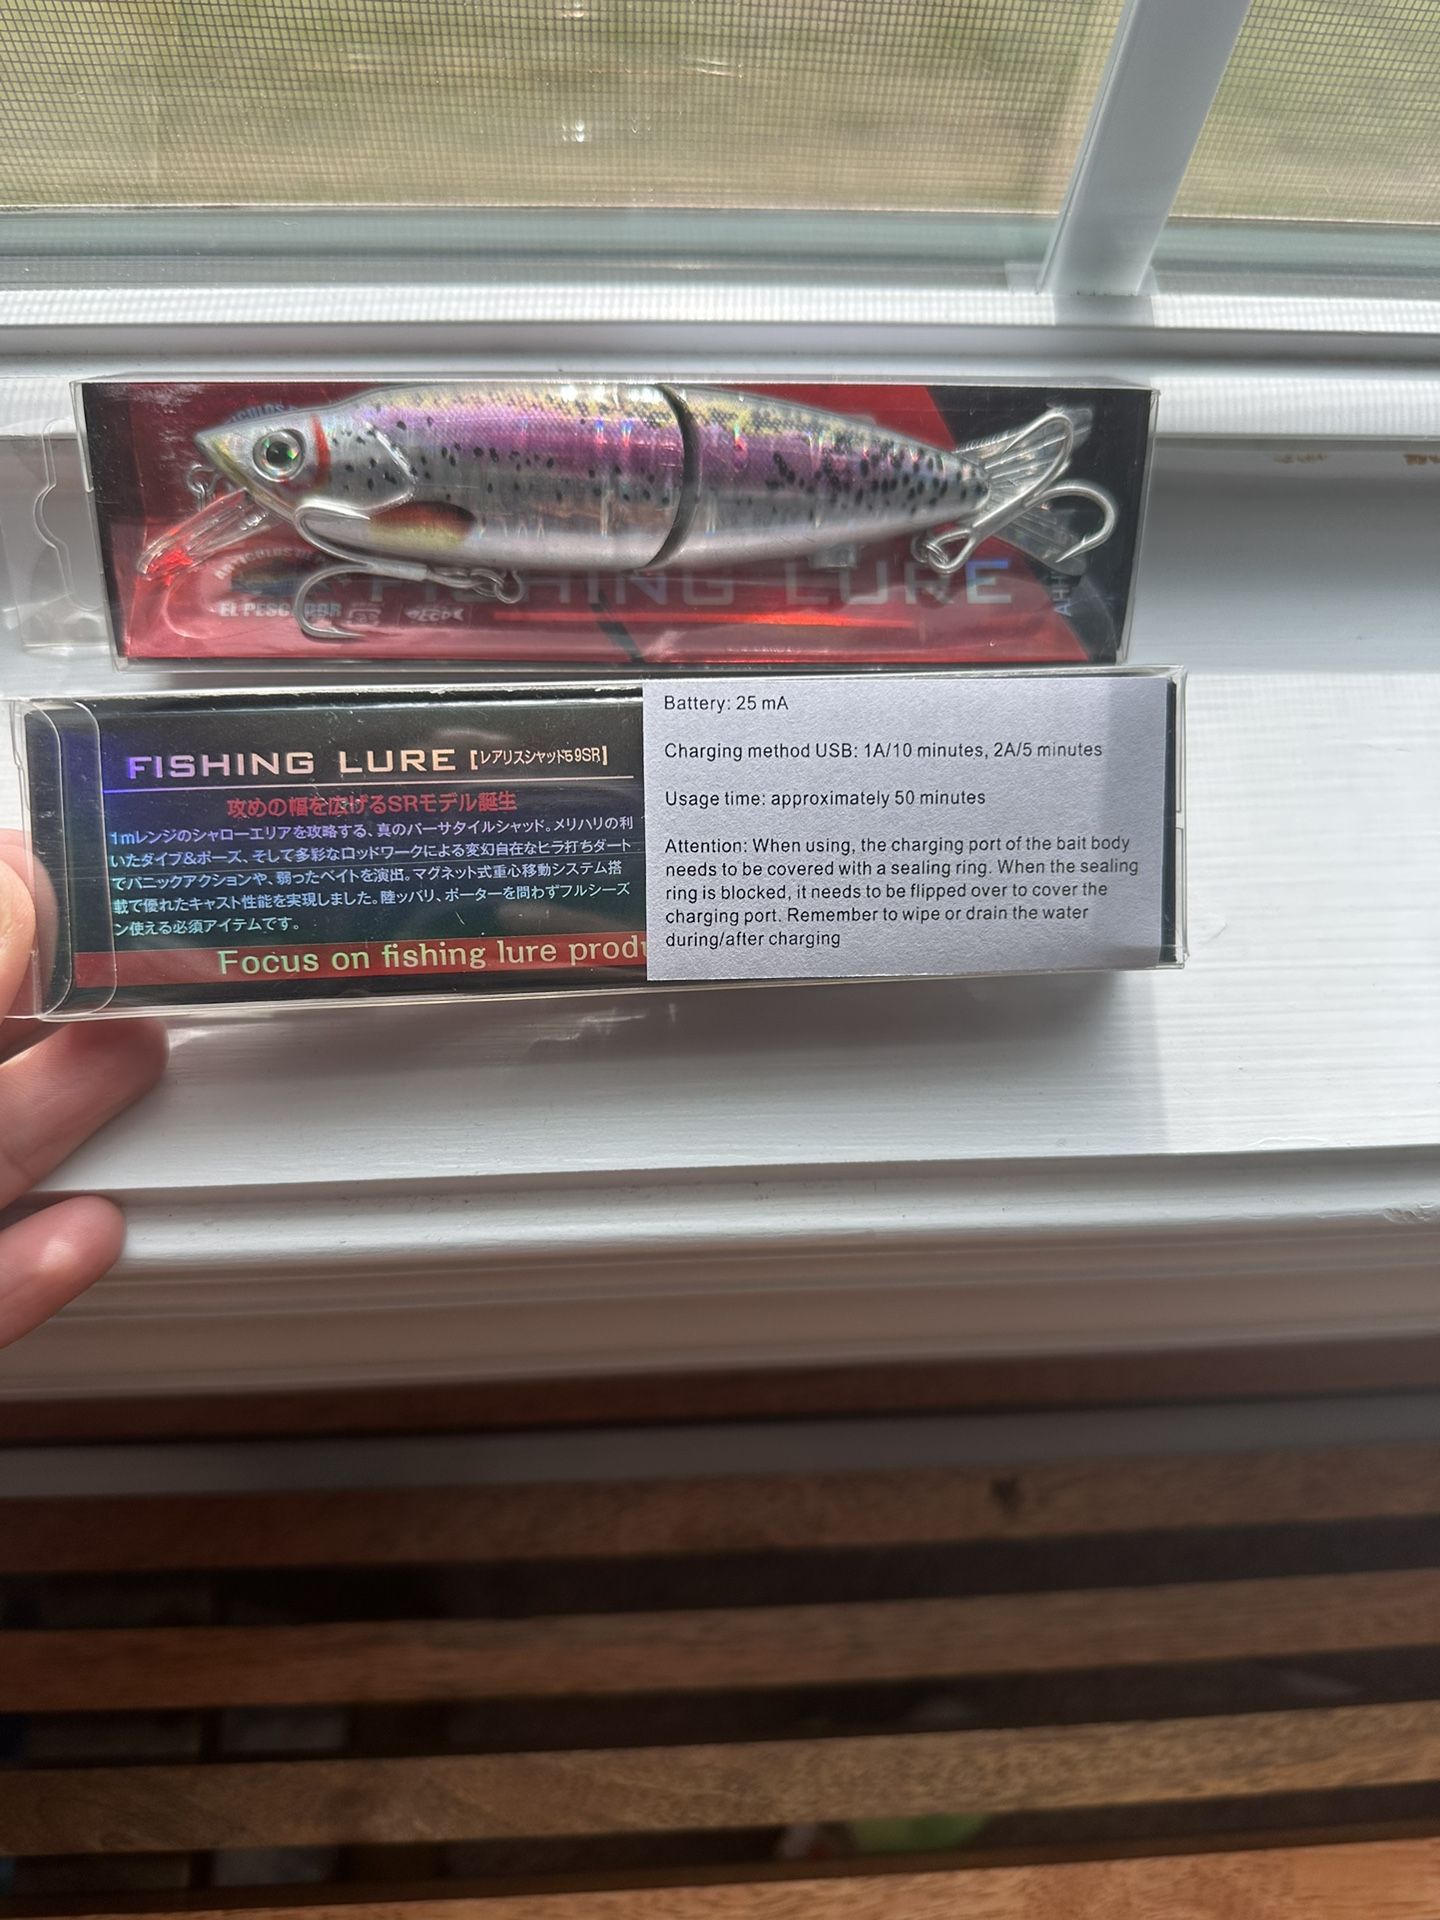 FISHING LURE
EL PESCADOR
FISHING LURE【レアリスシャッド59SR】
攻めの幅を広げるSRモデル誕生
1mレンジのシャローエリアを攻略する、真のバーサタイルシャッド。メリハリの利
いたダイブ&ポーズ、そして多彩なロッドワークによる変幻自在なヒラ打ちダート
でパニックアクションや、弱ったベイトを演出。マグネット式重心移動システム搭
載で優れたキャスト性能を実現しました。陸ッパリ、ボーターを問わずフルシーズ
ン使える必須アイテムです。
Focus on fishing lure produ
Battery: 25 mA
Charging method USB: 1A/10 minutes, 2A/5 minutes
Usage time: approximately 50 minutes
Attention: When using, the charging port of the bait body
needs to be covered with a sealing ring. When the sealing
ring is blocked, it needs to be flipped over to cover the
charging port. Remember to wipe or drain the water
during/after charging